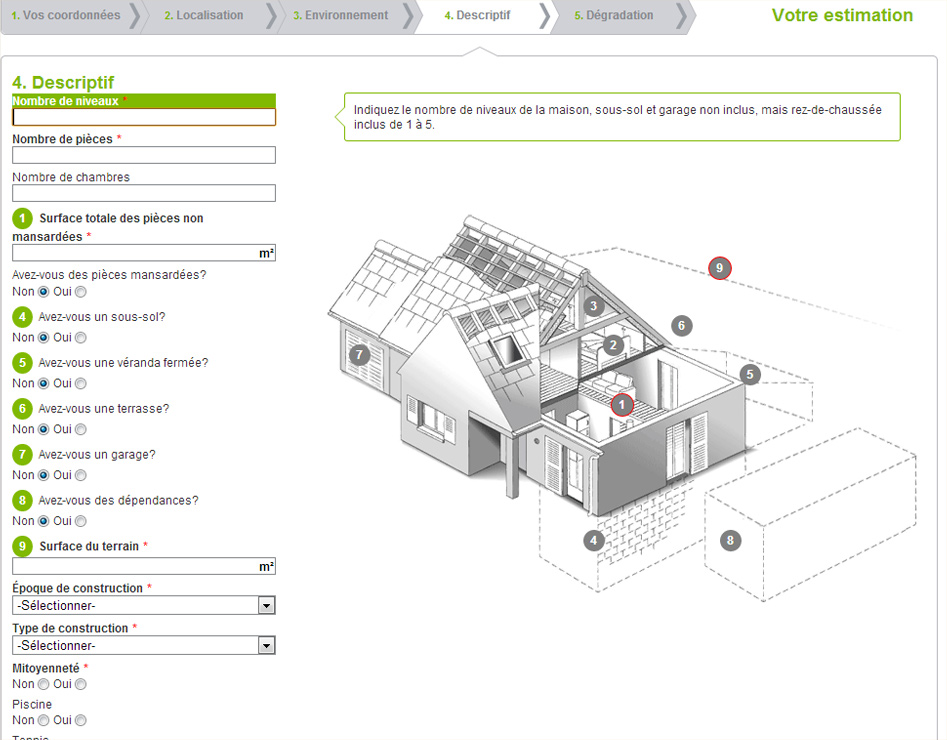 1. Vos coordonnées
2. Localisation
3. Environnement
4. Descriptif
5. Dégradation
Votre estimation
4. Descriptif
Nombre de niveaux *
Indiquez le nombre de niveaux de la maison, sous-sol et garage non inclus, mais rez-de-chaussée
inclus de 1 à 5.
Nombre de pièces *
Nombre de chambres
1 Surface totale des pièces non
mansardées *
m²
Avez-vous des pièces mansardées?
Non Oui
4 Avez-vous un sous-sol?
Non Oui
5 Avez-vous une véranda fermée?
Non Oui
6 Avez-vous une terrasse?
Non Oui
7 Avez-vous un garage?
Non Oui
8 Avez-vous des dépendances?
Non Oui
9 Surface du terrain *
m²
Époque de construction *
-Sélectionner-
Type de construction *
-Sélectionner-
Mitoyenneté *
Non Oui
Piscine
Non Oui
Tennis
9
3
6
2
7
5
1
4
8